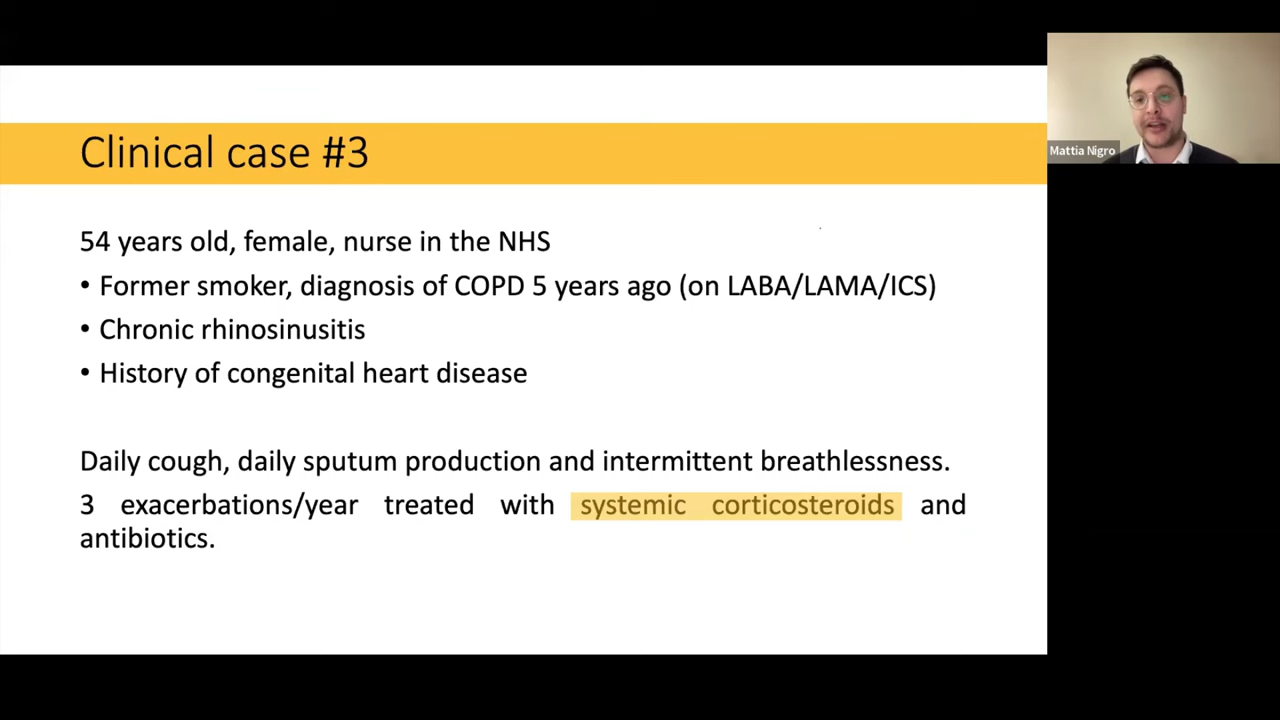 Clinical case #3
Mattia Nigro
54 years old, female, nurse in the NHS
• Former smoker, diagnosis of COPD 5 years ago (on LABA/LAMA/ICS)
• Chronic rhinosinusitis
• History of congenital heart disease
Daily cough, daily sputum production and intermittent breathlessness.
3 exacerbations/year treated with systemic corticosteroids and
antibiotics.